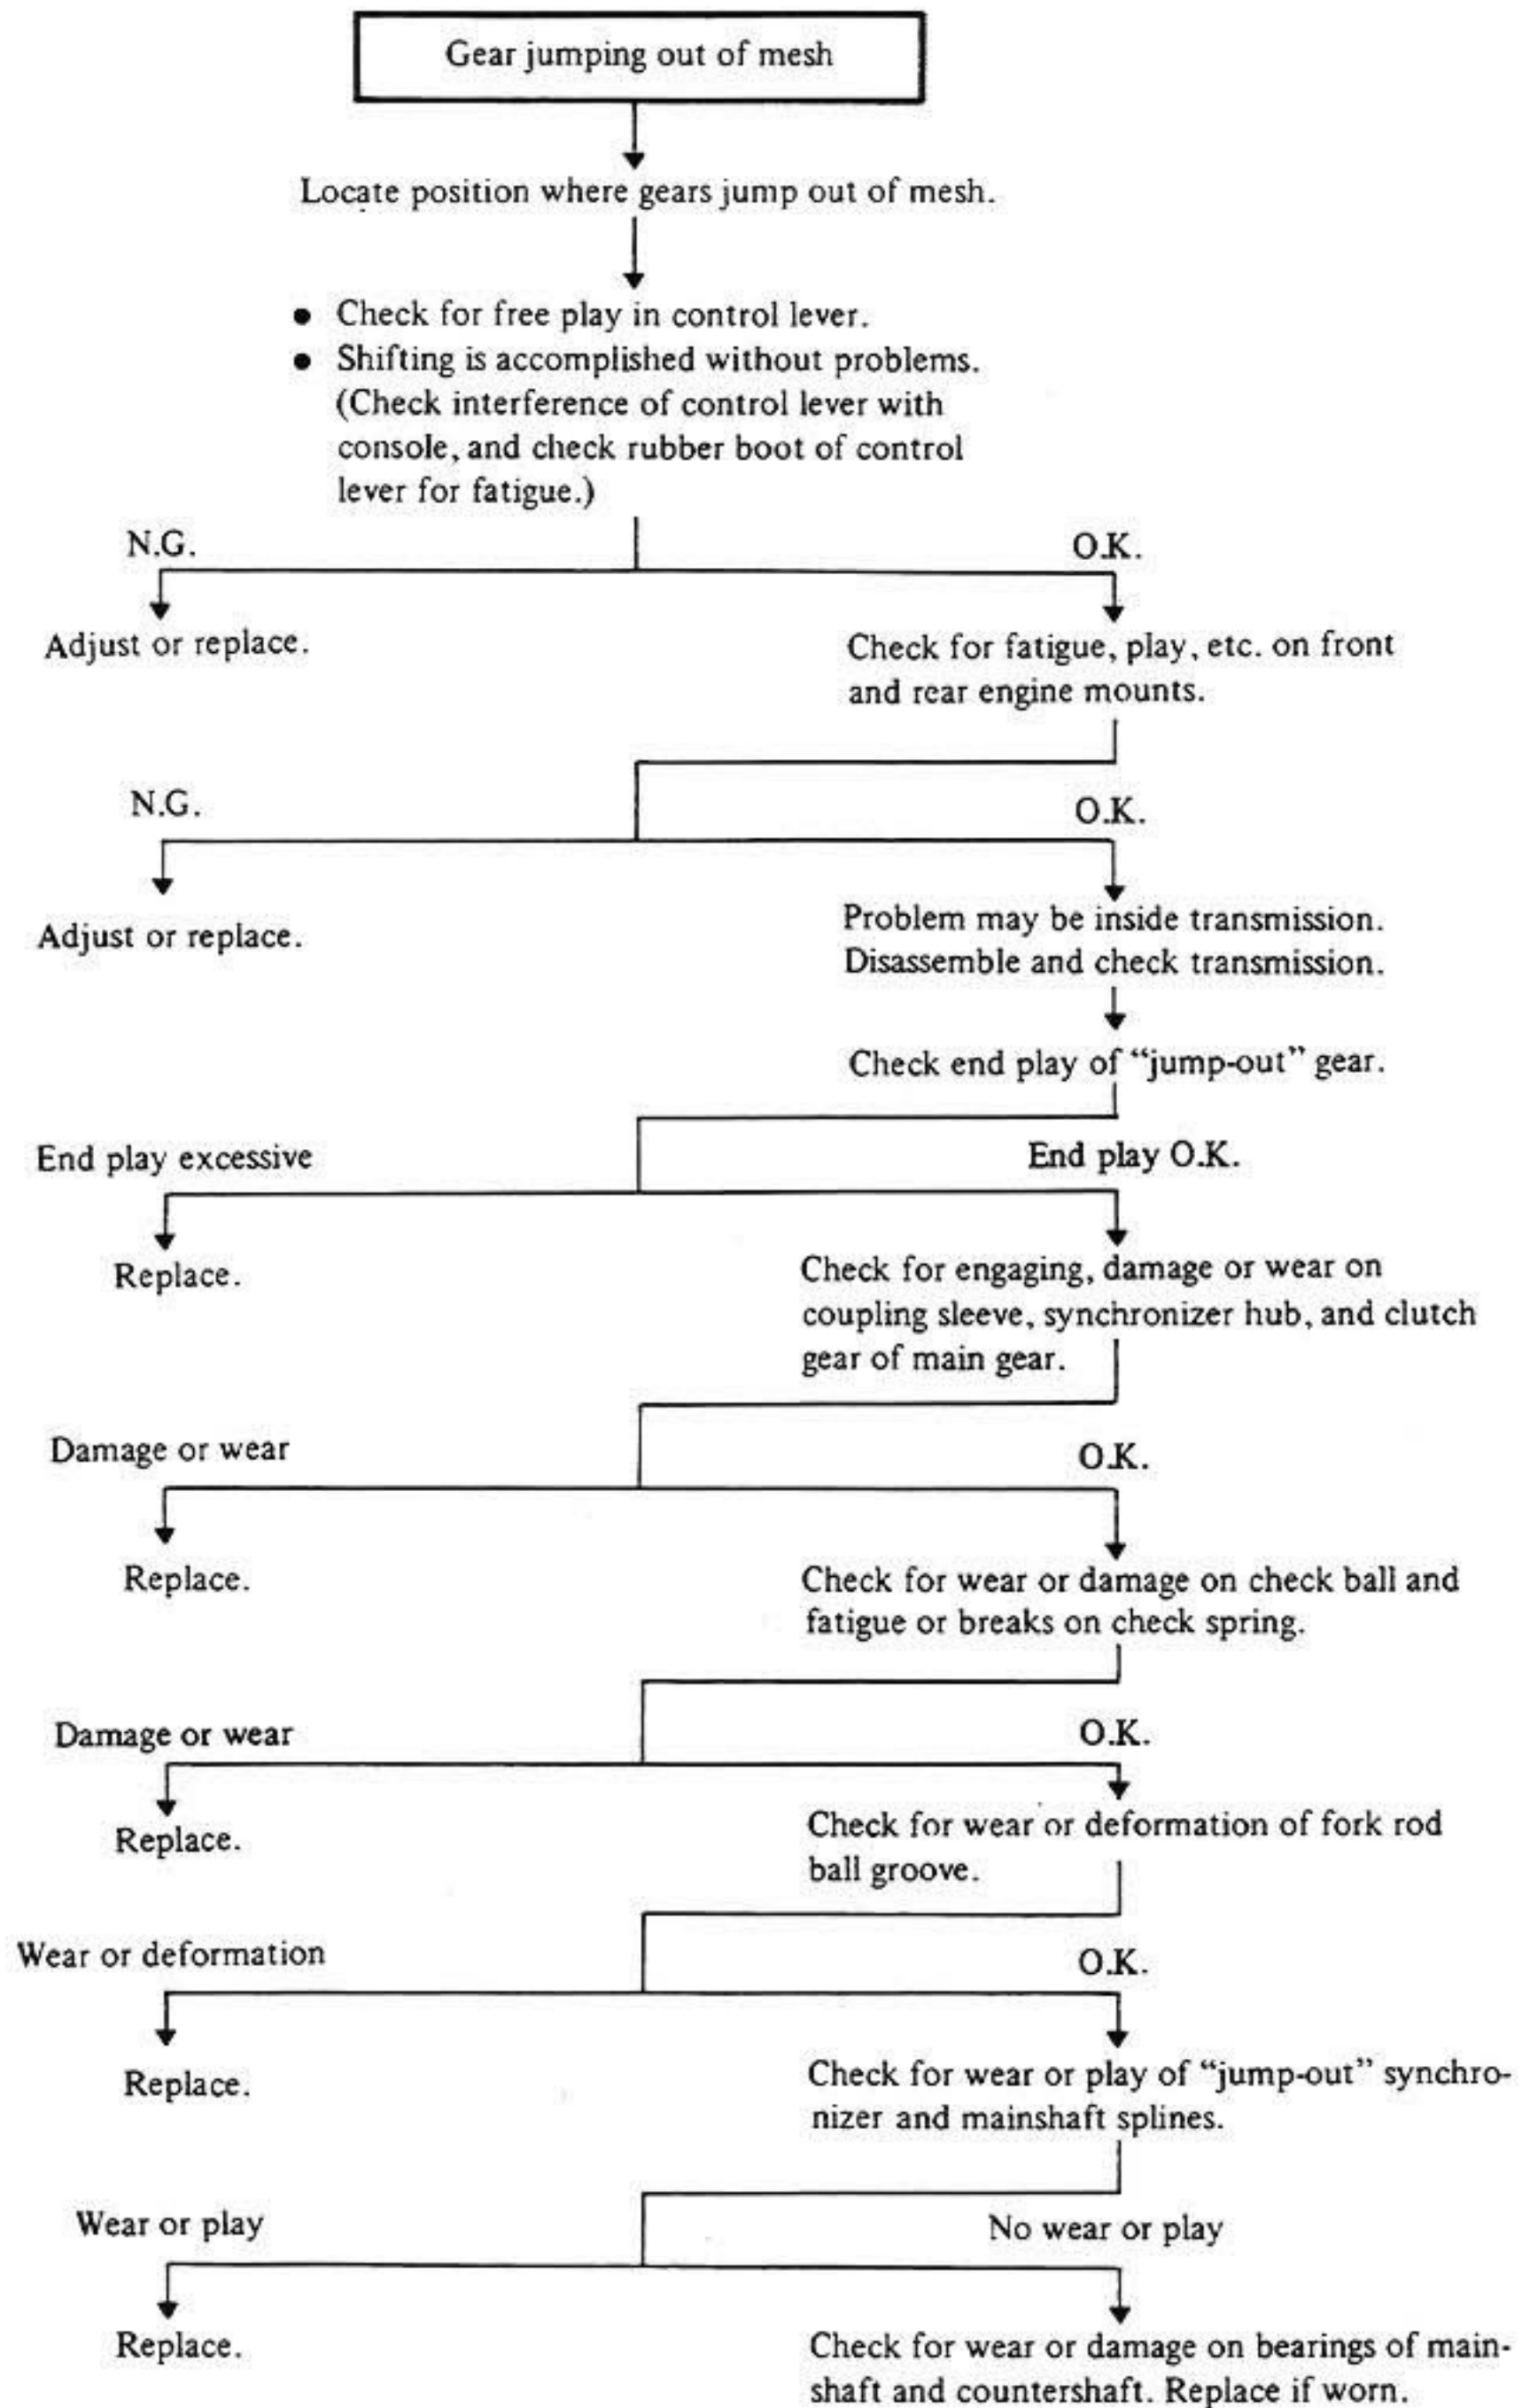 Gear jumping out of mesh
Locate position where gears jump out of mesh.
● Check for free play in control lever.
● Shifting is accomplished without problems.
(Check interference of control lever with
console, and check rubber boot of control
lever for fatigue.)
N.G.
O.K.
Adjust or replace.
Check for fatigue, play, etc. on front
and rear engine mounts.
N.G.
O.K.
Adjust or replace.
Problem may be inside transmission.
Disassemble and check transmission.
Check end play of “jump-out” gear.
End play excessive
End play O.K.
Replace.
Check for engaging, damage or wear on
coupling sleeve, synchronizer hub, and clutch
gear of main gear.
Damage or wear
O.K.
Replace.
Check for wear or damage on check ball and
fatigue or breaks on check spring.
Damage or wear
O.K.
Replace.
Check for wear or deformation of fork rod
ball groove.
Wear or deformation
O.K.
Replace.
Check for wear or play of “jump-out” synchro-
nizer and mainshaft splines.
Wear or play
No wear or play
Replace.
Check for wear or damage on bearings of main-
shaft and countershaft. Replace if worn.